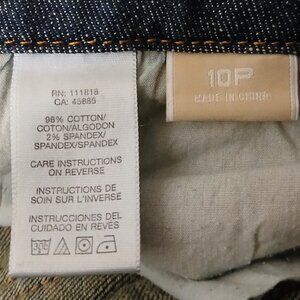 RN: 111818
CA: 45885
98% COTTON/
COTON/ALGODON
2% SPANDEX/
SPANDEX/SPANDEX
CARE INSTRUCTIONS
ON REVERSE
INSTRUCTIONS DE
SOIN SUR L'INVERSE
INSTRUCCIONES DEL
CUIDADO EN REVES
10P
MADE IN CHINA